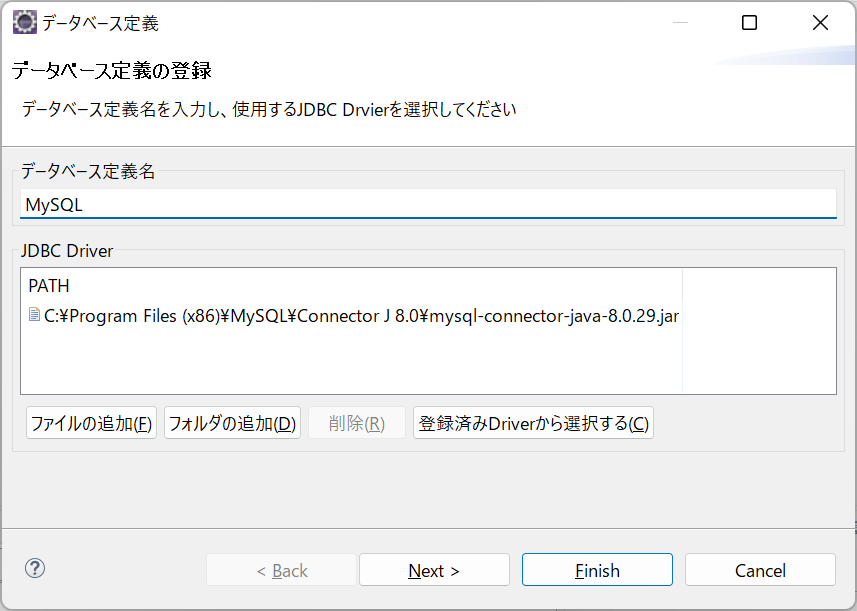 データベース定義
データベース定義の登録
データベース定義名を入力し、使用するJDBC Drvierを選択してください
データベース定義名
MySQL
JDBC Driver
PATH
C:¥Program Files (x86)¥MySQL¥Connector J 8.0¥mysql-connector-java-8.0.29.jar
ファイルの追加(F) フォルダの追加(D) 削除(R) 登録済みDriverから選択する(C)
? < Back Next > Finish Cancel